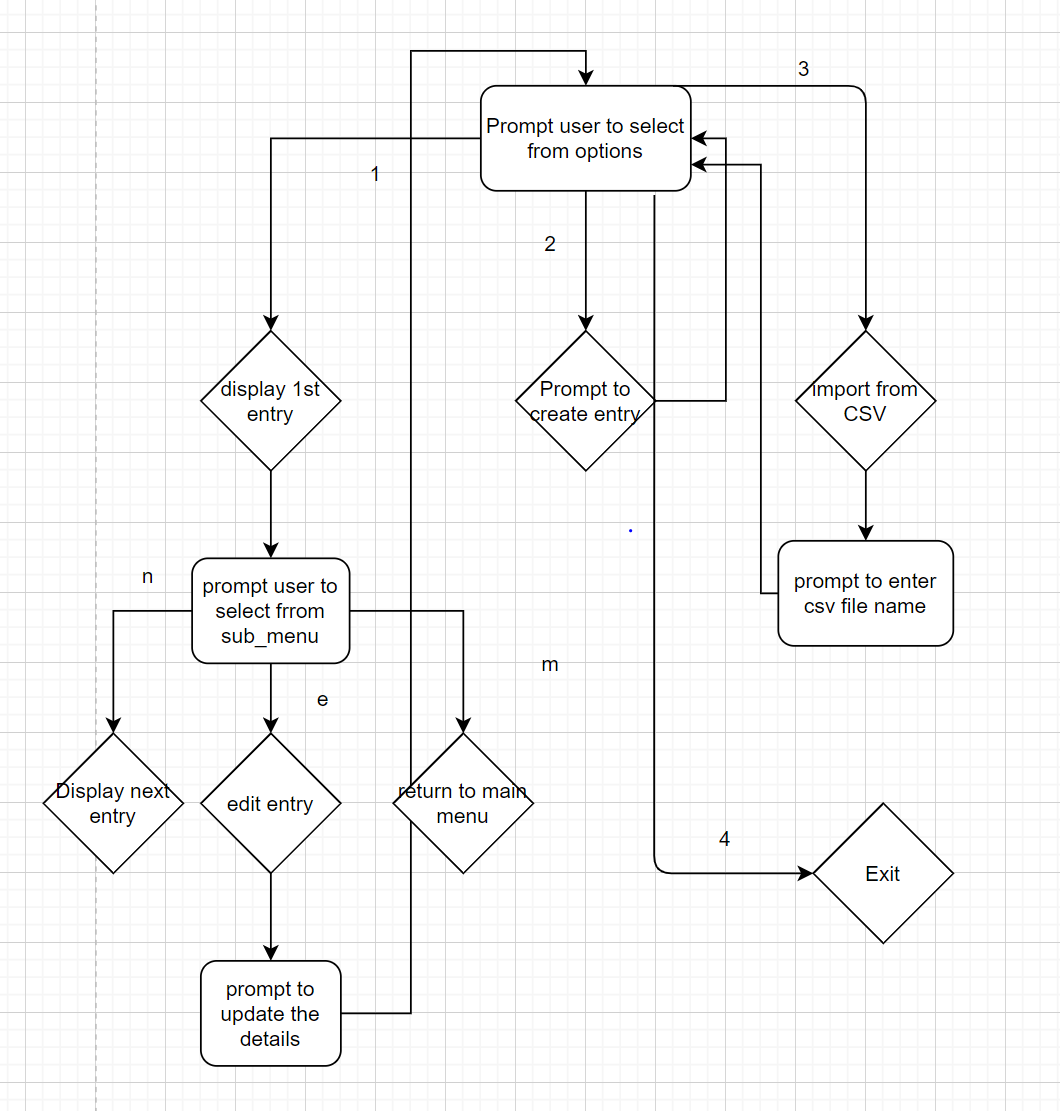 3
Prompt user to select
from options
1
2
display 1st
entry
Prompt to
create entry
import from
CSV
n
prompt user to
select frrom
sub_menu
prompt to enter
csv file name
m
e
Display next
entry
edit entry
return to main
menu
4
Exit
prompt to
update the
details